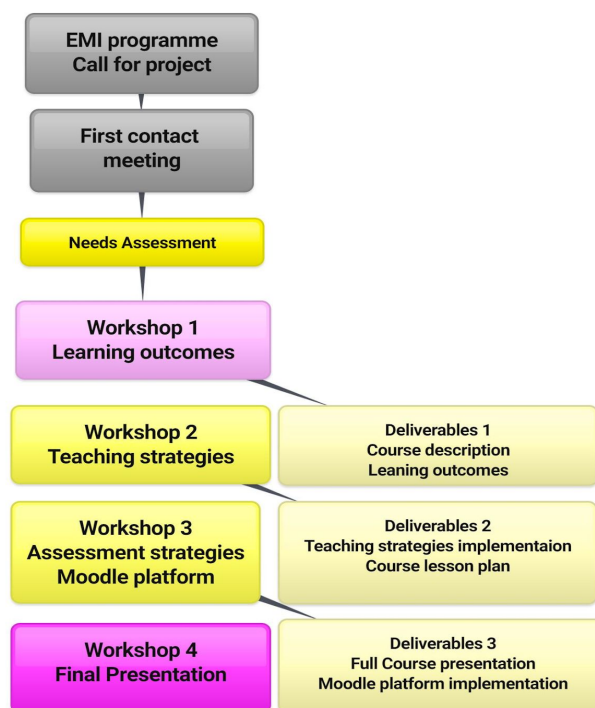 EMI programme
Call for project
First contact
meeting
Needs Assessment
Workshop 1
Learning outcomes
Workshop 2
Teaching strategies
Deliverables 1
Course description
Leaning outcomes
Workshop 3
Assessment strategies
Moodle platform
Deliverables 2
Teaching strategies implementaion
Course lesson plan
Workshop 4
Final Presentation
Deliverables 3
Full Course presentation
Moodle platform implementation